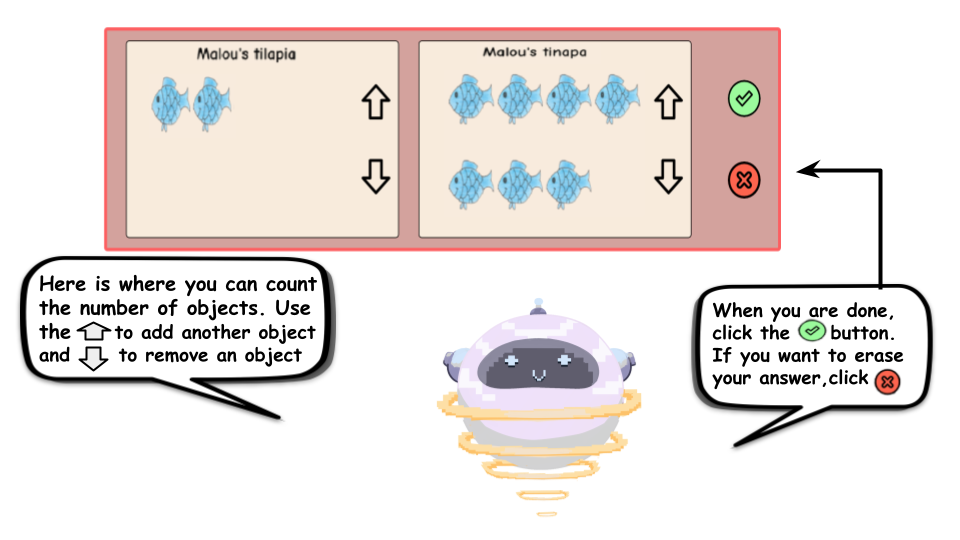 Malou's tilapia
Malou's tinapa
Here is where you can count
the number of objects. Use
the to add another object
and to remove an object
When you are done,
click the button.
If you want to erase
your answer,click